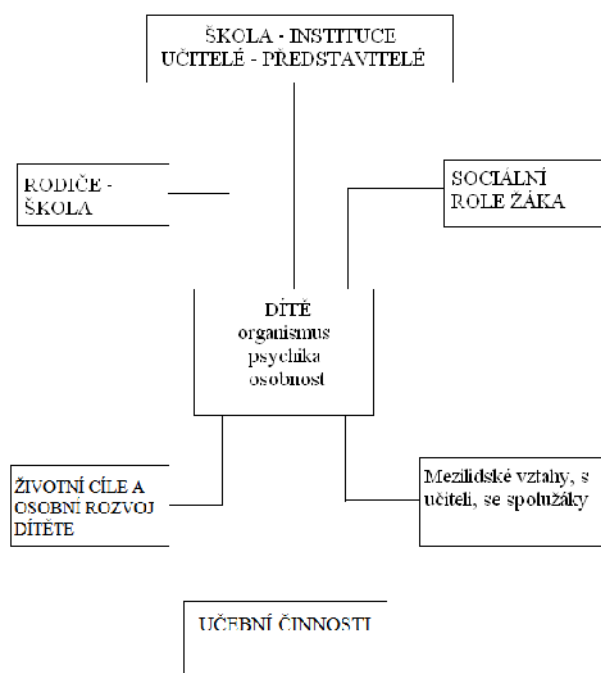 ŠKOLA - INSTITUCE
UČITELÉ - PŘEDSTAVITELÉ
RODIČE -
ŠKOLA
SOCIÁLNÍ
ROLE ŽÁKA
DÍTĚ
organismus
psychika
osobnost
ŽIVOTNÍ CÍLE A
OSOBNÍ ROZVOJ
DÍTĚTE
Mezilidské vztahy, s
učiteli, se spolužáky
UČEBNÍ ČINNOSTI